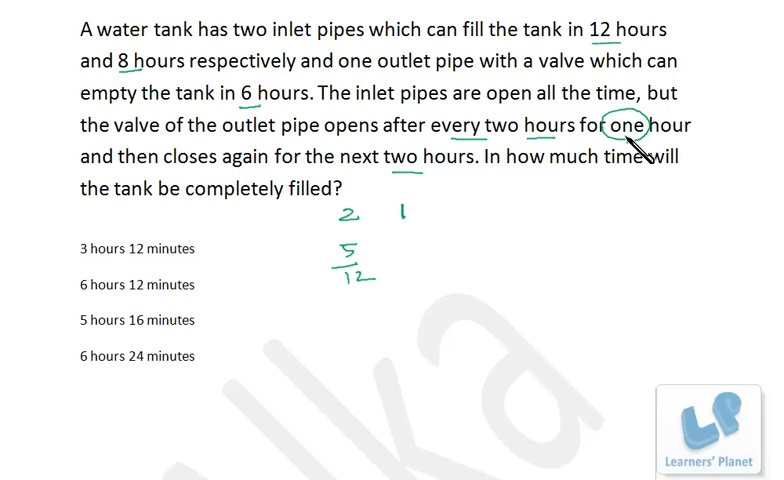 A water tank has two inlet pipes which can fill the tank in 12 hours
and 8 hours respectively and one outlet pipe with a valve which can
empty the tank in 6 hours. The inlet pipes are open all the time, but
the valve of the outlet pipe opens after every two hours for one hour
and then closes again for the next two hours. In how much time will
the tank be completely filled?
2 1
3 hours 12 minutes
5
12
6 hours 12 minutes
5 hours 16 minutes
6 hours 24 minutes
lka
LP
Learners' Planet